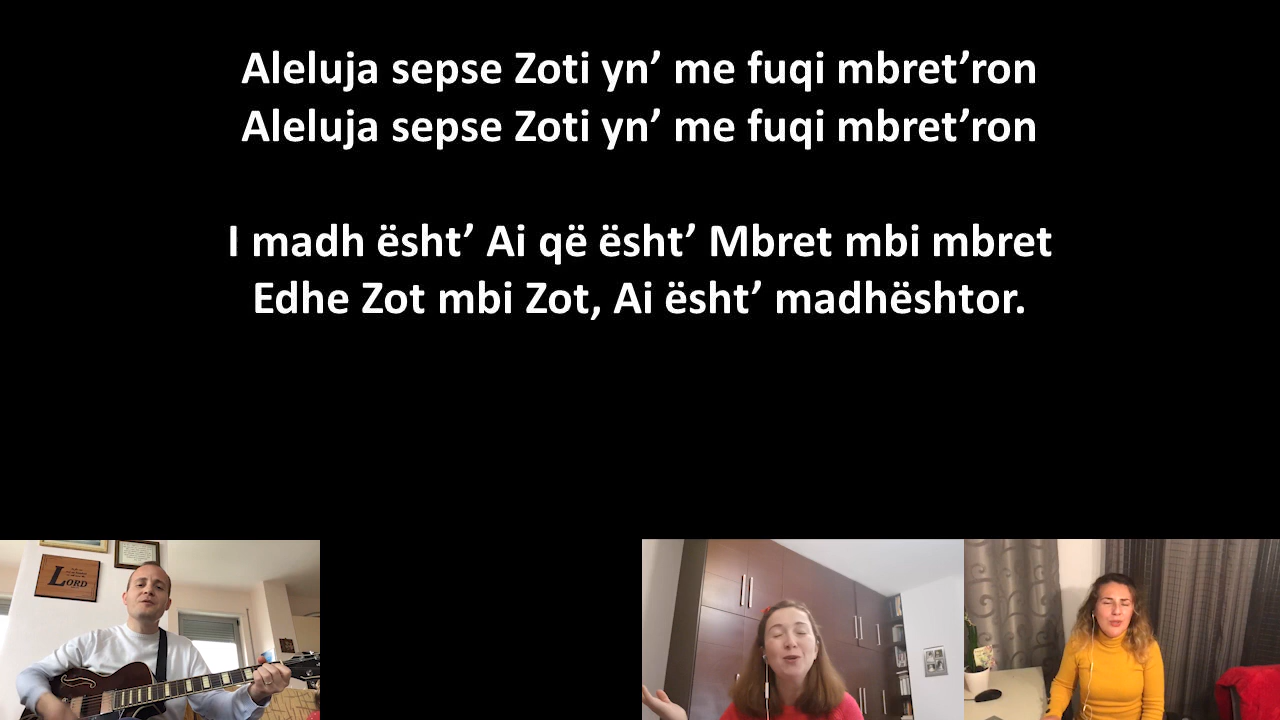 Aleluja sepse Zoti yn’ me fuqi mbret’ron
Aleluja sepse Zoti yn’ me fuqi mbret’ron
I madh ësht’ Ai që ësht’ Mbret mbi mbret
Edhe Zot mbi Zot, Ai ësht’ madhështor.
LORD